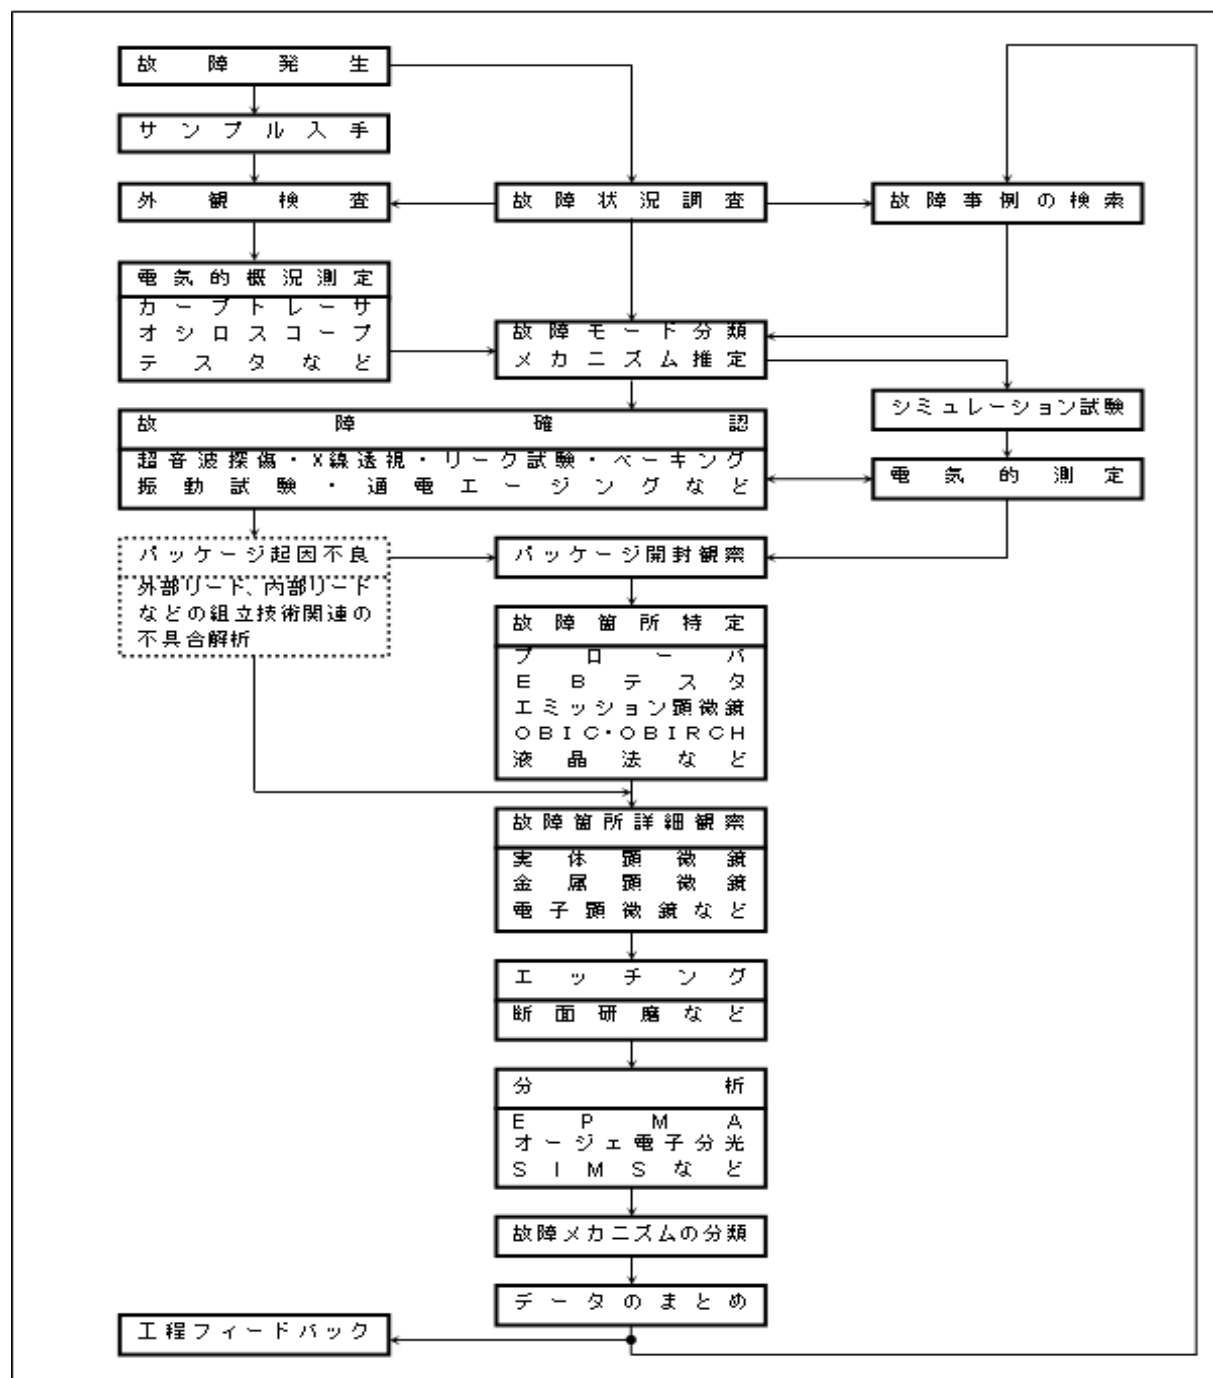 故障発生
サンプル入手
外観検査
故障状況調査
故障事例の検索
電気的概況測定
カーブトレーサ
オシロスコープ
テスタなど
故障モード分類
メカニズム推定
シミュレーション試験
故障確認
超音波探傷・X線透視・リーク試験・ベーキング
振動試験・通電エージングなど
電気的測定
パッケージ起因不良
外部リード、内部リード
などの組立技術関連の
不具合解析
パッケージ開封観察
故障箇所特定
プローバ
EBテスタ
エミッション顕微鏡
OBIC・OBIRCH
液晶法など
故障箇所詳細観察
実体顕微鏡
金属顕微鏡
電子顕微鏡など
エッチング
断面研磨など
分析
EPMA
オージェ電子分光
SIMSなど
故障メカニズムの分類
データのまとめ
工程フィードバック